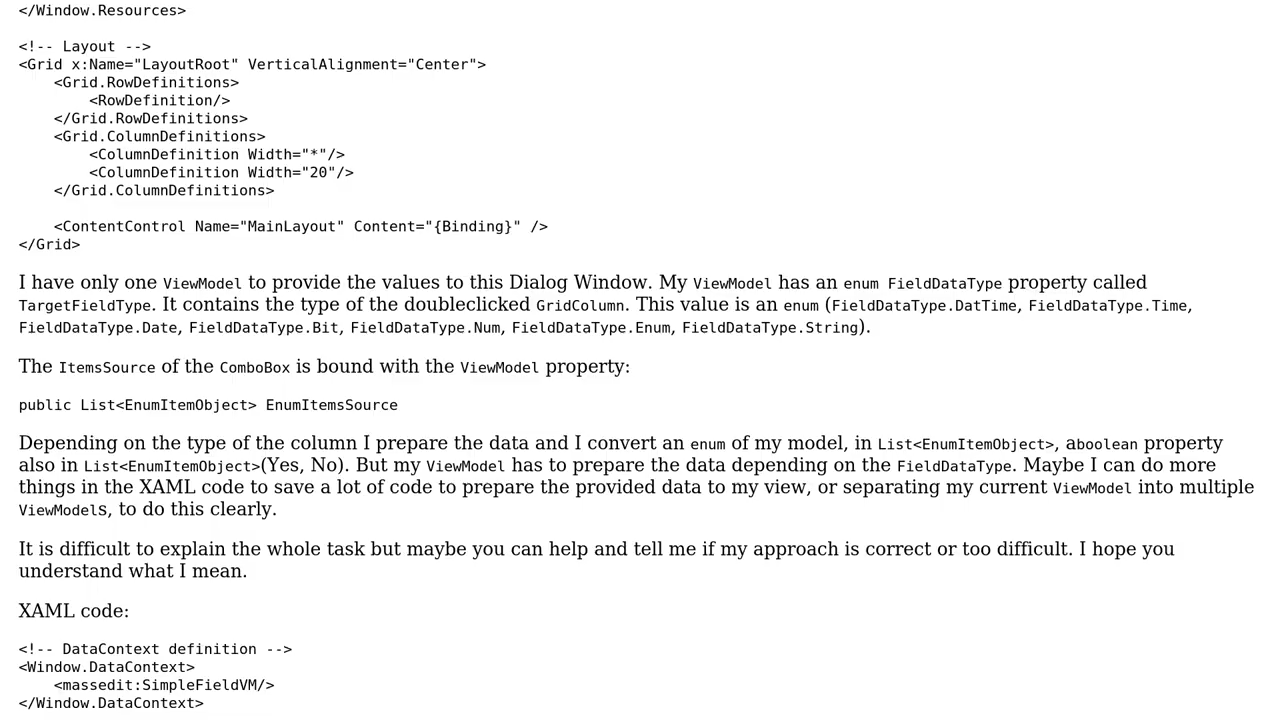 </Window.Resources>
<!-- Layout -->
<Grid x:Name="LayoutRoot" VerticalAlignment="Center">
    <Grid.RowDefinitions>
        <RowDefinition/>
    </Grid.RowDefinitions>
    <Grid.ColumnDefinitions>
        <ColumnDefinition Width="*"/>
        <ColumnDefinition Width="20"/>
    </Grid.ColumnDefinitions>
    <ContentControl Name="MainLayout" Content="{Binding}" />
</Grid>
I have only one ViewModel to provide the values to this Dialog Window. My ViewModel has an enum FieldDataType property called
TargetFieldType. It contains the type of the doubleclicked GridColumn. This value is an enum (FieldDataType.DatTime, FieldDataType.Time,
FieldDataType.Date, FieldDataType.Bit, FieldDataType.Num, FieldDataType.Enum, FieldDataType.String).
The ItemsSource of the ComboBox is bound with the ViewModel property:
public List<EnumItemObject> EnumItemsSource
Depending on the type of the column I prepare the data and I convert an enum of my model, in List<EnumItemObject>, aboolean property
also in List<EnumItemObject>(Yes, No). But my ViewModel has to prepare the data depending on the FieldDataType. Maybe I can do more
things in the XAML code to save a lot of code to prepare the provided data to my view, or separating my current ViewModel into multiple
ViewModels, to do this clearly.
It is difficult to explain the whole task but maybe you can help and tell me if my approach is correct or too difficult. I hope you
understand what I mean.
XAML code:
<!-- DataContext definition -->
<Window.DataContext>
    <massedit:SimpleFieldVM/>
</Window.DataContext>